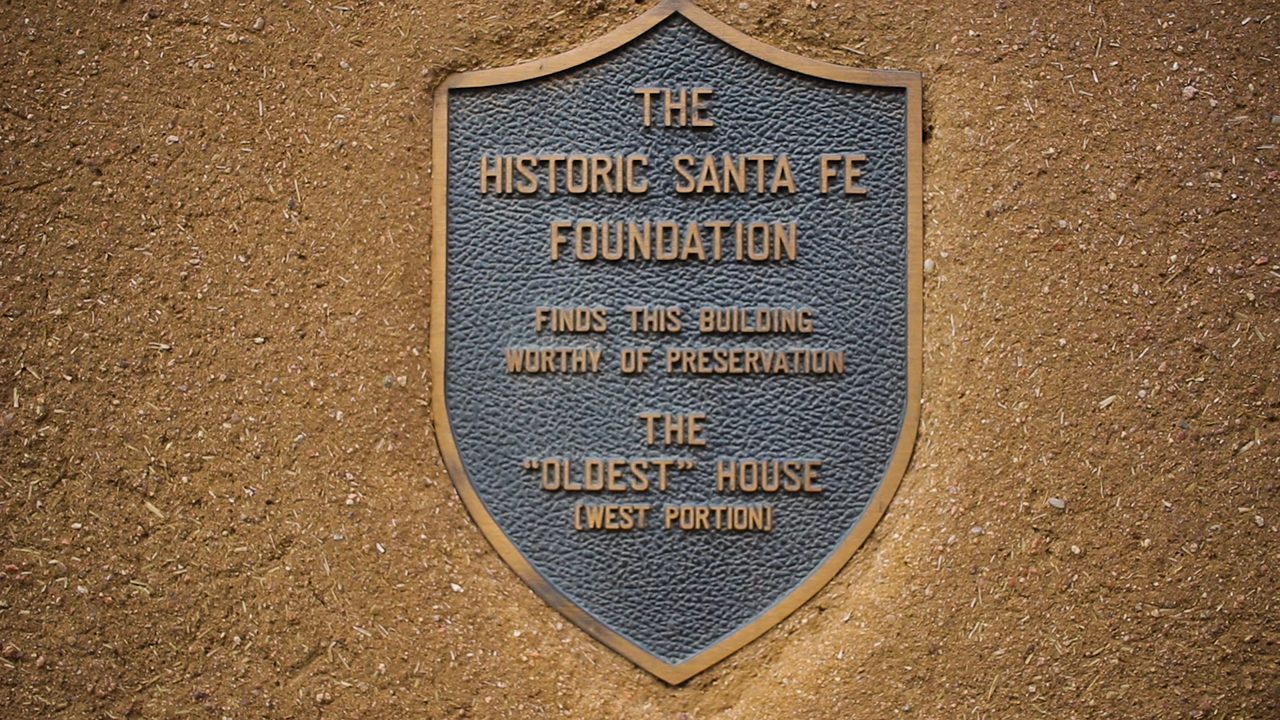 THE
HISTORIC SANTA FE
FOUNDATION
FINDS THIS BUILDING
WORTHY OF PRESERVATION
THE
“OLDEST” HOUSE
(WEST PORTION)